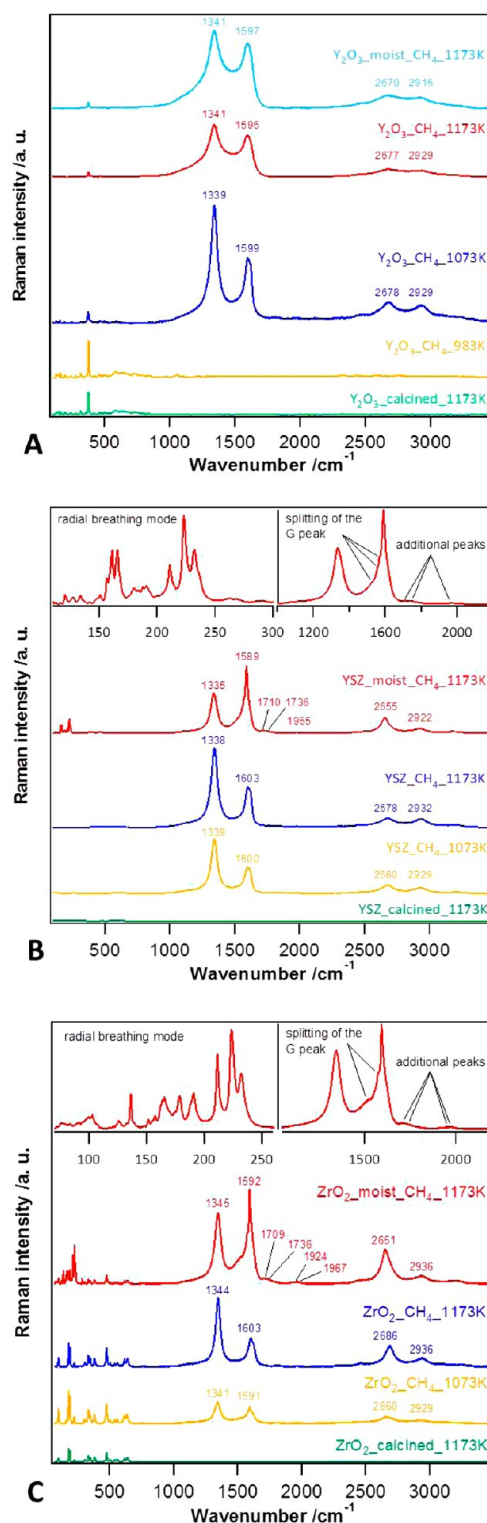 1341
1597
Y2O3_moist_CH4_1173K
2670
2916
1341
1596
Y2O3_CH4_1173K
2677
2929
1339
1599
Y2O3_CH4_1073K
2678
2929
Y2O3_CH4_983K
Y2O3_calcined_1173K
Raman intensity /a. u.
A
500 1000 1500 2000 2500 3000
Wavenumber /cm-1
radial breathing mode
splitting of the
G peak
additional peaks
150 200 250 300 1200 1600 2000
1589
YSZ_moist_CH4_1173K
1335
1710
1736
1965
2655
2922
1338
1603
YSZ_CH4_1173K
2678
2932
1339
1600
YSZ_CH4_1073K
2680
2929
YSZ_calcined_1173K
Raman intensity /a. u.
B
500 1000 1500 2000 2500 3000
Wavenumber /cm-1
radial breathing mode
splitting of the
G peak
additional peaks
100 150 200 250 1600 2000
1345
1592
ZrO2_moist_CH4_1173K
1709
1736
1924
1967
2651
2936
1344
1603
ZrO2_CH4_1173K
2686
2936
1341
1591
ZrO2_CH4_1073K
2660
2929
ZrO2_calcined_1173K
Raman intensity /a. u.
C
500 1000 1500 2000 2500 3000
Wavenumber /cm-1